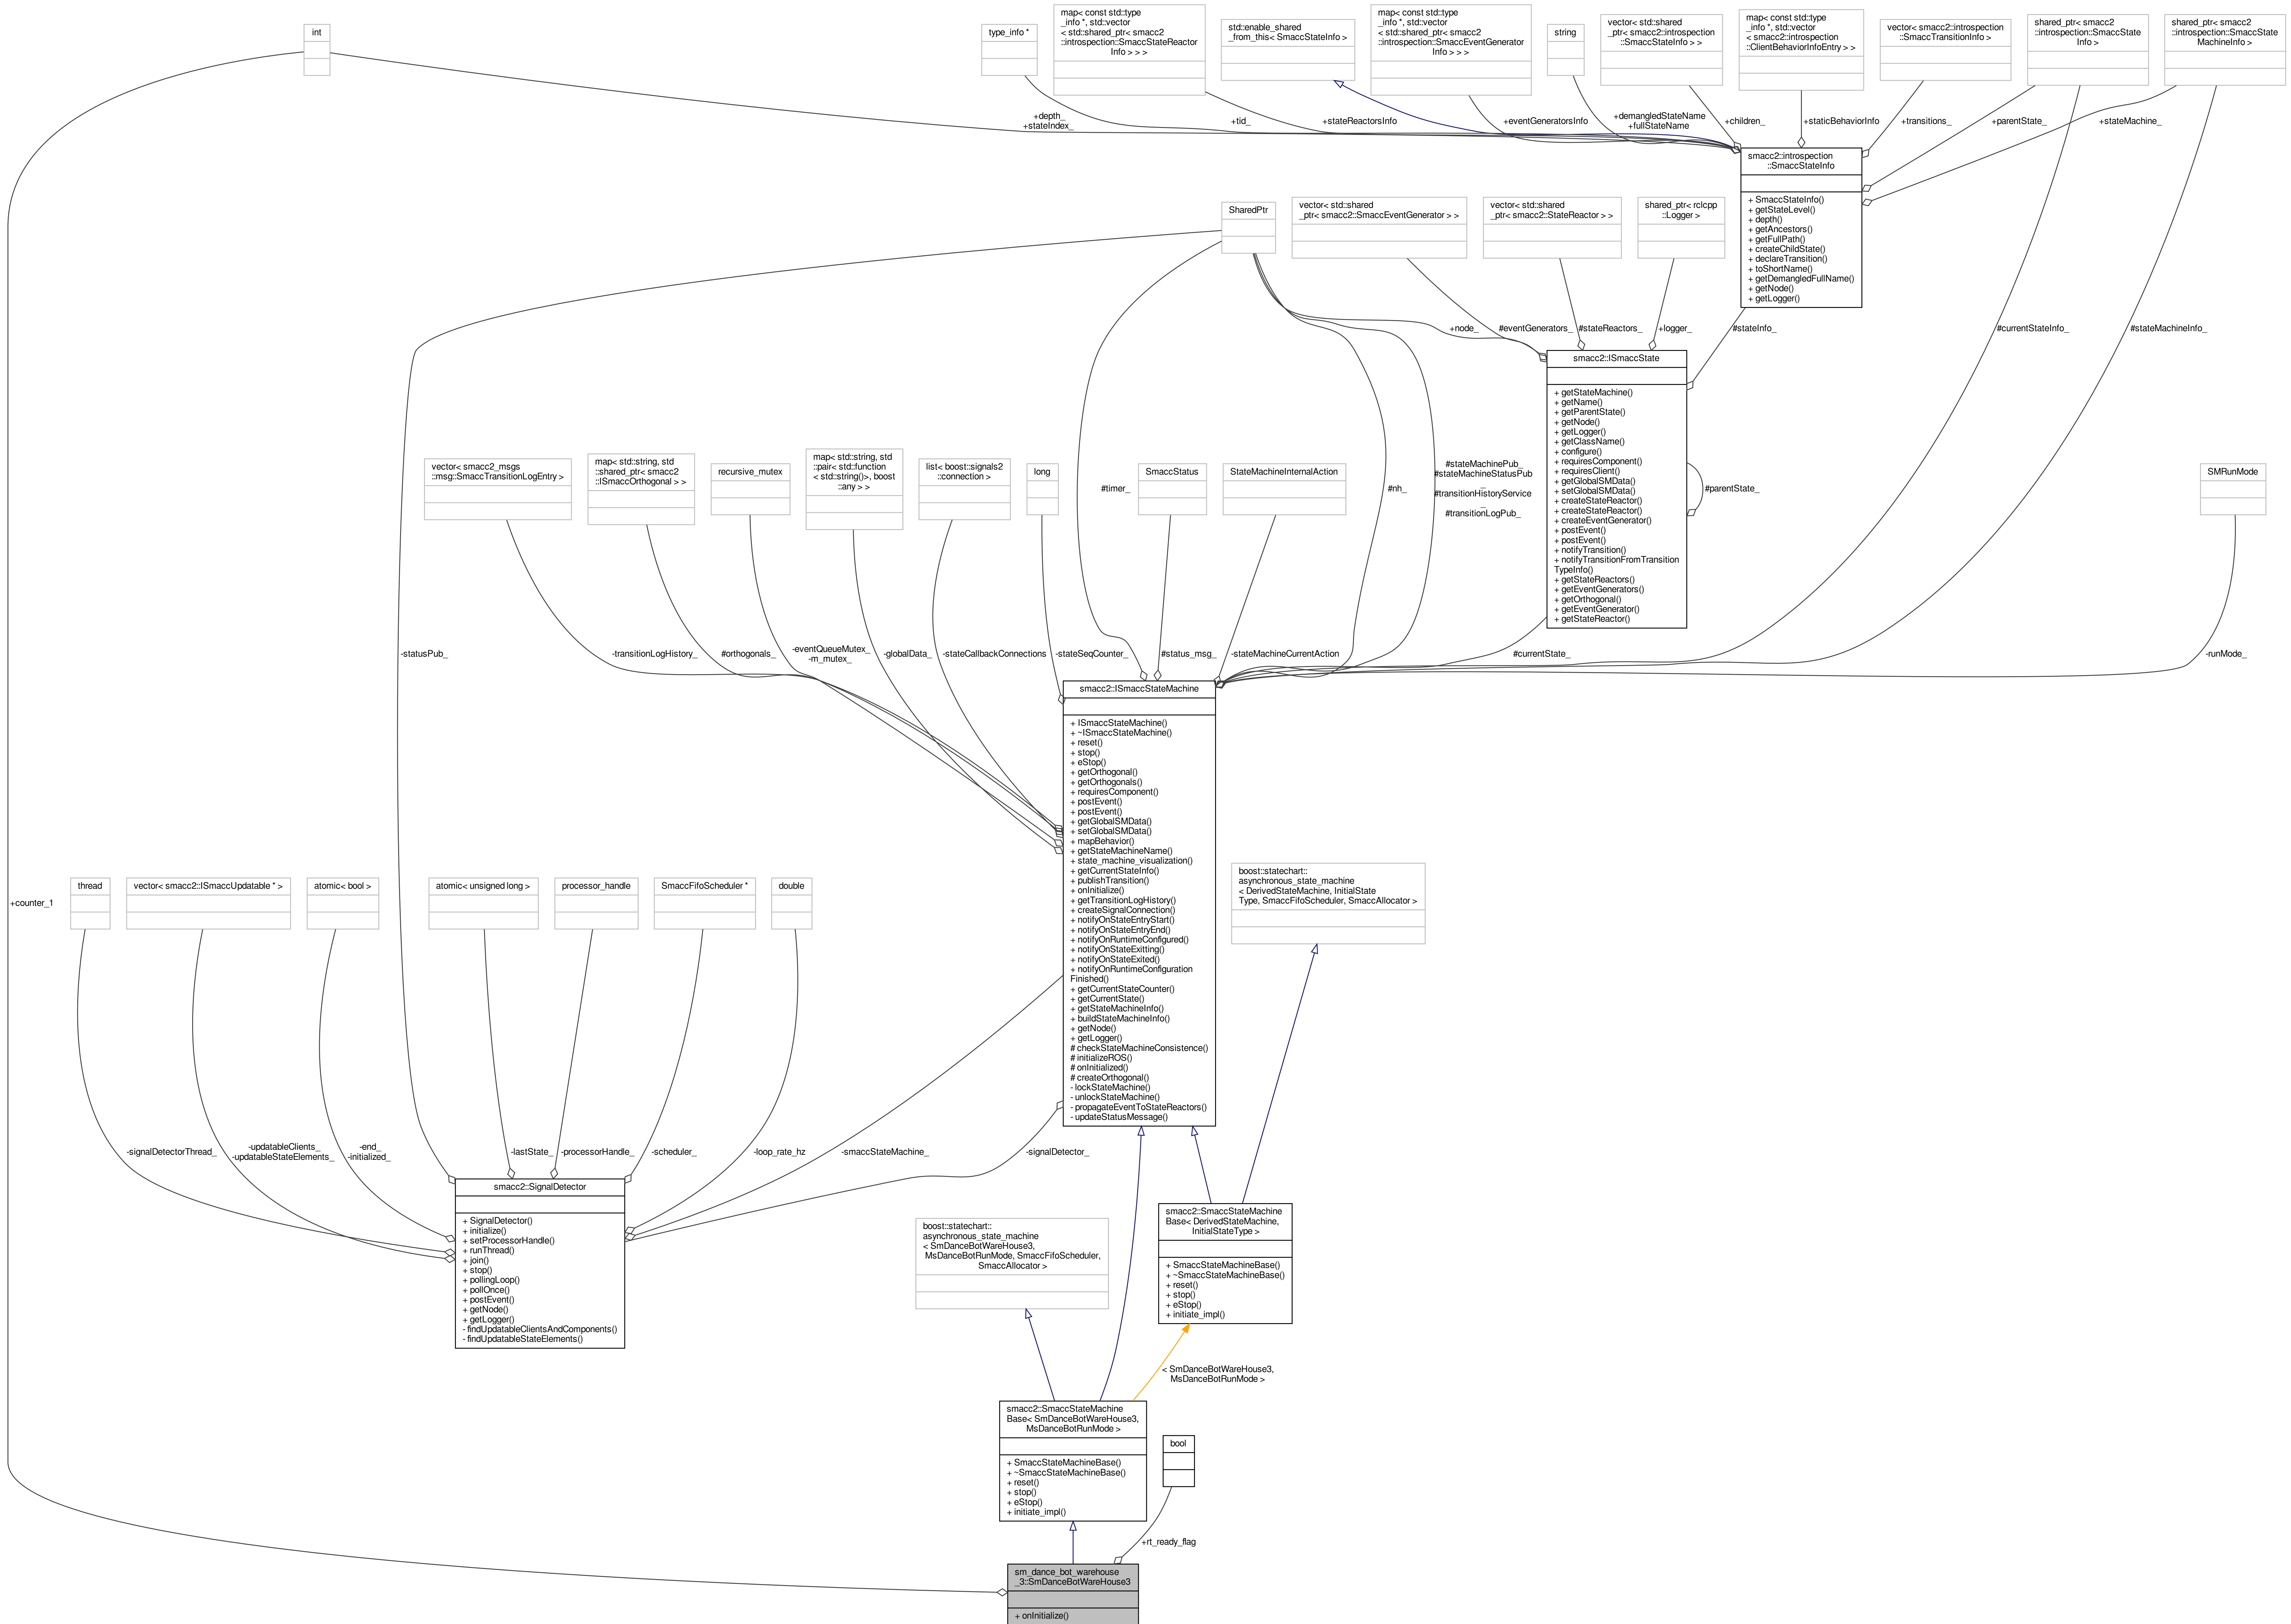 int
type_info *
map< const std::type
_info *, std::vector
< std::shared_ptr< smacc2
::introspection::SmaccStateReactor
Info > > >
std::enable_shared
_from_this< SmaccStateInfo >
map< const std::type
_info *, std::vector
< std::shared_ptr< smacc2
::introspection::SmaccEventGenerator
Info > > >
string
vector< std::shared
_ptr< smacc2::introspection
::SmaccStateInfo > >
map< const std::type
_info *, std::vector
< smacc2::introspection
::ClientBehaviorInfoEntry > >
vector< smacc2::introspection
::SmaccTransitionInfo >
shared_ptr< smacc2
::introspection::SmaccState
Info >
shared_ptr< smacc2
::introspection::SmaccState
MachineInfo >
+depth_
+stateIndex_
+tid_
+stateReactorsInfo
+eventGeneratorsInfo
+demangledStateName
+fullStateName
+children_
+staticBehaviorInfo
+transitions_
+parentState_
+stateMachine_
smacc2::introspection
::SmaccStateInfo
+ SmaccStateInfo()
+ getStateLevel()
+ depth()
+ getAncestors()
+ getFullPath()
+ createChildState()
+ declareTransition()
+ toShortName()
+ getDemangledFullName()
+ getNode()
+ getLogger()
SharedPtr
vector< std::shared
_ptr< smacc2::SmaccEventGenerator > >
vector< std::shared
_ptr< smacc2::StateReactor > >
shared_ptr< rclcpp
::Logger >
+node_
#eventGenerators_
#stateReactors_
+logger_
#stateInfo_
#currentStateInfo_
#stateMachineInfo_
smacc2::ISmaccState
+ getStateMachine()
+ getName()
+ getParentState()
+ getNode()
+ getLogger()
+ getClassName()
+ configure()
+ requiresComponent()
+ requiresClient()
+ getGlobalSMData()
+ setGlobalSMData()
+ createStateReactor()
+ createStateReactor()
+ createEventGenerator()
+ postEvent()
+ postEvent()
+ notifyTransition()
+ notifyTransitionFromTransition
TypeInfo()
+ getStateReactors()
+ getEventGenerators()
+ getOrthogonal()
+ getEventGenerator()
+ getStateReactor()
#parentState_
vector< smacc2_msgs
::msg::SmaccTransitionLogEntry >
map< std::string, std
::shared_ptr< smacc2
::ISmaccOrthogonal > >
recursive_mutex
map< std::string, std
::pair< std::function
< std::string()>, boost
::any > >
list< boost::signals2
::connection >
long
#timer_
SmaccStatus
StateMachineInternalAction
#nh_
#stateMachinePub_
#stateMachineStatusPub
_
#transitionHistoryService
_
#transitionLogPub_
SMRunMode
-statusPub_
-transitionLogHistory_
#orthogonals_
-eventQueueMutex_
-m_mutex_
-globalData_
-stateCallbackConnections
-stateSeqCounter_
#status_msg_
-stateMachineCurrentAction
#currentState_
-runMode_
smacc2::ISmaccStateMachine
+ ISmaccStateMachine()
+ ~ISmaccStateMachine()
+ reset()
+ stop()
+ eStop()
+ getOrthogonal()
+ getOrthogonals()
+ requiresComponent()
+ postEvent()
+ postEvent()
+ getGlobalSMData()
+ setGlobalSMData()
+ mapBehavior()
+ getStateMachineName()
+ state_machine_visualization()
+ getCurrentStateInfo()
+ publishTransition()
+ onInitialize()
+ getTransitionLogHistory()
+ createSignalConnection()
+ notifyOnStateEntryStart()
+ notifyOnStateEntryEnd()
+ notifyOnRuntimeConfigured()
+ notifyOnStateExitting()
+ notifyOnStateExited()
+ notifyOnRuntimeConfiguration
Finished()
+ getCurrentStateCounter()
+ getCurrentState()
+ getStateMachineInfo()
+ buildStateMachineInfo()
+ getNode()
+ getLogger()
# checkStateMachineConsistence()
# initializeROS()
# onInitialized()
# createOrthogonal()
- lockStateMachine()
- unlockStateMachine()
- propagateEventToStateReactors()
- updateStatusMessage()
+counter_1
thread
vector< smacc2::ISmaccUpdatable * >
atomic< bool >
atomic< unsigned long >
processor_handle
SmaccFifoScheduler *
double
boost::statechart::
asynchronous_state_machine
< DerivedStateMachine, InitialState
Type, SmaccFifoScheduler, SmaccAllocator >
-signalDetectorThread_
-updatableClients_
-updatableStateElements_
-end_
-initialized_
-lastState_
-processorHandle_
-scheduler_
-loop_rate_hz
-smaccStateMachine_
-signalDetector_
smacc2::SignalDetector
+ SignalDetector()
+ initialize()
+ setProcessorHandle()
+ runThread()
+ join()
+ stop()
+ pollingLoop()
+ pollOnce()
+ postEvent()
+ getNode()
+ getLogger()
- findUpdatableClientsAndComponents()
- findUpdatableStateElements()
smacc2::SmaccStateMachine
Base< DerivedStateMachine,
InitialStateType >
+ SmaccStateMachineBase()
+ ~SmaccStateMachineBase()
+ reset()
+ stop()
+ eStop()
+ initiate_impl()
boost::statechart::
asynchronous_state_machine
< SmDanceBotWareHouse3,
MsDanceBotRunMode, SmaccFifoScheduler,
SmaccAllocator >
< SmDanceBotWareHouse3,
MsDanceBotRunMode >
smacc2::SmaccStateMachine
Base< SmDanceBotWareHouse3,
MsDanceBotRunMode >
+ SmaccStateMachineBase()
+ ~SmaccStateMachineBase()
+ reset()
+ stop()
+ eStop()
+ initiate_impl()
bool
+rt_ready_flag
sm_dance_bot_warehouse
_3::SmDanceBotWareHouse3
+ onInitialize()